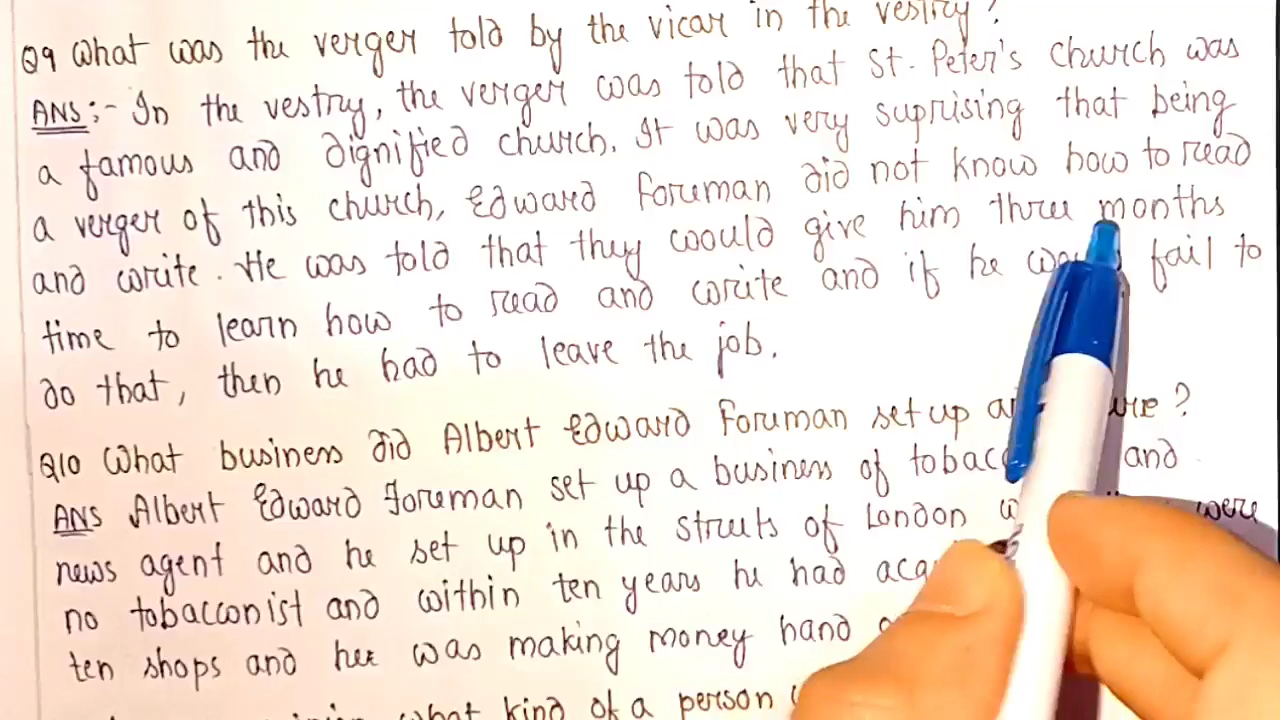 Q9 What was the verger told by the vicar in the vestry?
ANS:- In the vestry, the verger was told that St. Peter's church was
a famous and dignified church. It was very suprising that being
a verger of this church, Edward Foreman did not know how to read
and write. He was told that they woould give him three months
time to learn how to read and write and if he fail to
do that, then he had to leave the job.
Q10 What business did Albert Edward Foreman set up ?
ANS Albert Edward Foreman set up a business of and
news agent and he set up in the streets of London were
no tobacconist and within ten years he had
ten shops and he was making money hand
what kind of a person